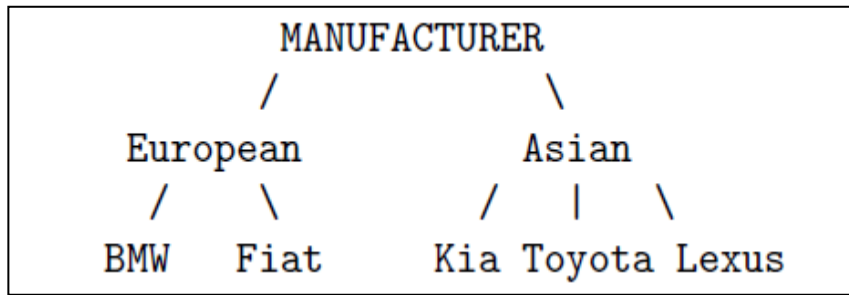 MANUFACTURER
/ \
European Asian
/ \ / | \
BMW Fiat Kia Toyota Lexus